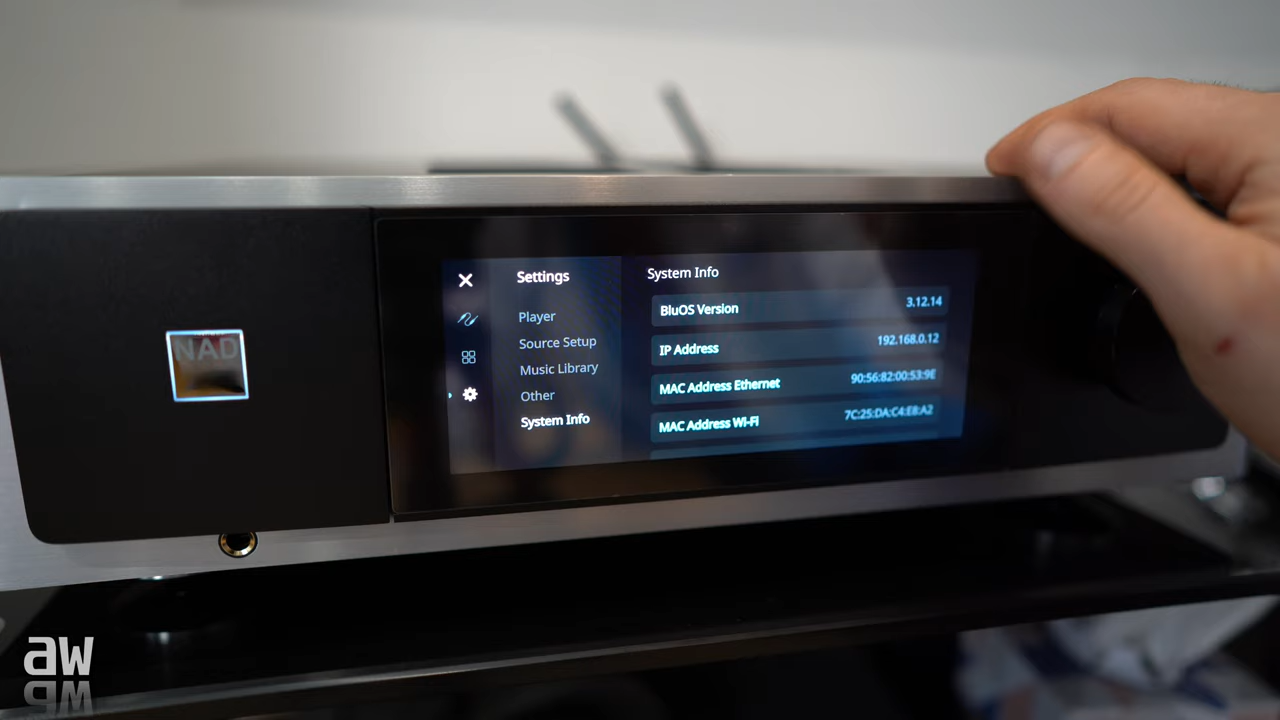 NAD
Settings
Player
Source Setup
Music Library
Other
System Info
System Info
BluOS Version 3.12.14
IP Address 192.168.0.12
MAC Address Ethernet 90:56:82:00:53:9E
MAC Address Wi-Fi 7C:25:DA:C4:E8:A2
aw